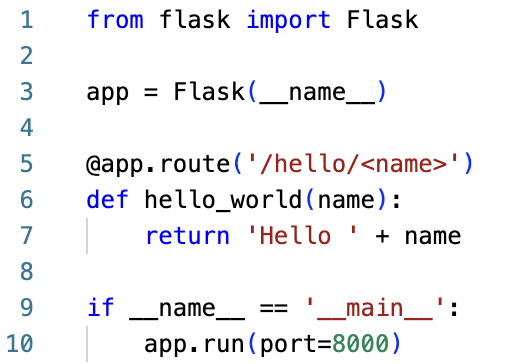 1 from flask import Flask
2
3 app = Flask(__name__)
4
5 @app.route('/hello/<name>')
6 def hello_world(name):
7     return 'Hello ' + name
8
9 if __name__ == '__main__':
10     app.run(port=8000)